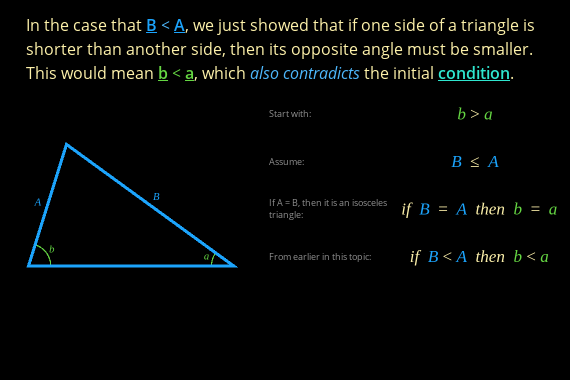 In the case that B < A, we just showed that if one side of a triangle is
shorter than another side, then its opposite angle must be smaller.
This would mean b < a, which also contradicts the initial condition.
Start with:
b > a
Assume:
B ≤ A
If A = B, then it is an isosceles
triangle:
if B = A then b = a
From earlier in this topic:
if B < A then b < a
A
B
b
a